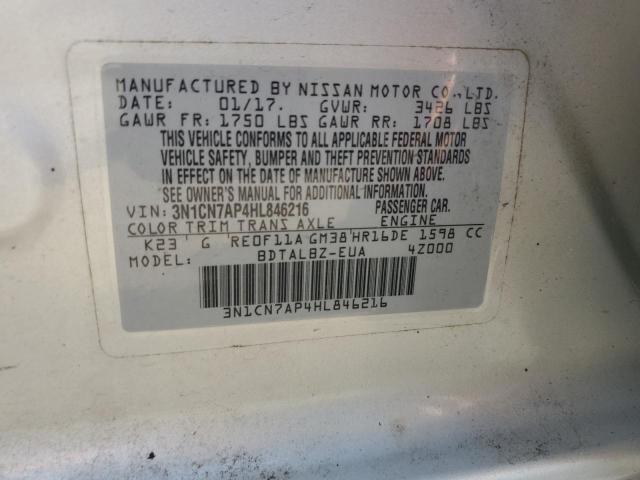 MANUFACTURED BY NISSAN MOTOR CO.,LTD.
DATE: 01/17. GVWR: 3426 LBS
GAWR FR: 1750 LBS GAWR RR: 1708 LBS
THIS VEHICLE CONFORMS TO ALL APPLICABLE FEDERAL MOTOR
VEHICLE SAFETY, BUMPER AND THEFT PREVENTION STANDARDS
IN EFFECT ON THE DATE OF MANUFACTURE SHOWN ABOVE.
SEE OWNER'S MANUAL FOR ADDITIONAL INFORMATION.
VIN: 3N1CN7AP4HL846216 PASSENGER CAR.
COLOR TRIM TRANS AXLE ENGINE
K23 G RE0F11A GM38 HR16DE 1598 CC
MODEL: BDTALBZ-EUA 4Z000
3N1CN7AP4HL846216